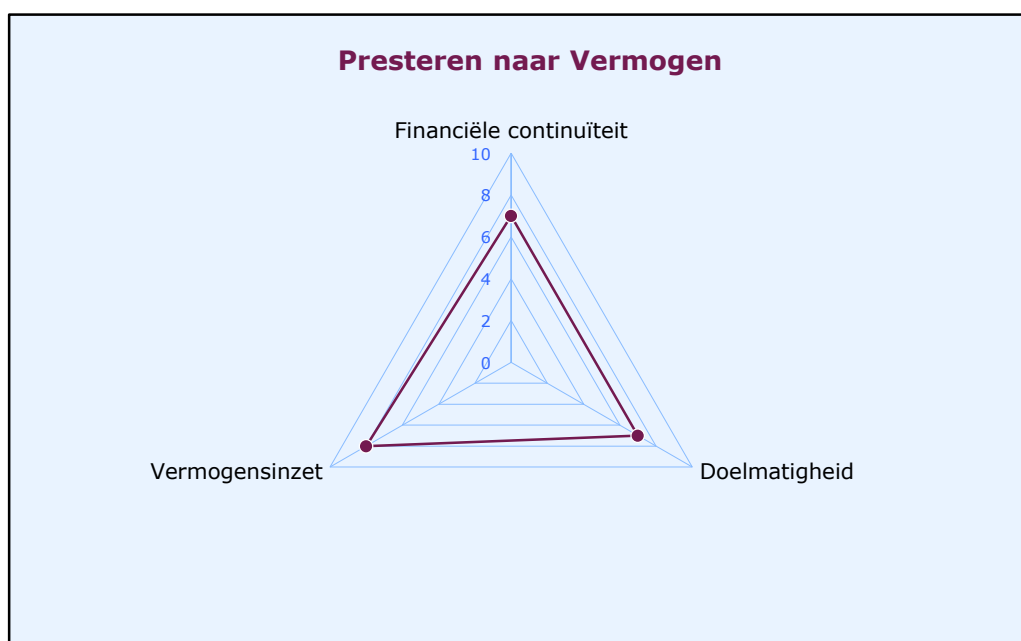 Presteren naar Vermogen
Financiële continuïteit
10
8
6
4
2
0
Vermogensinzet
Doelmatigheid